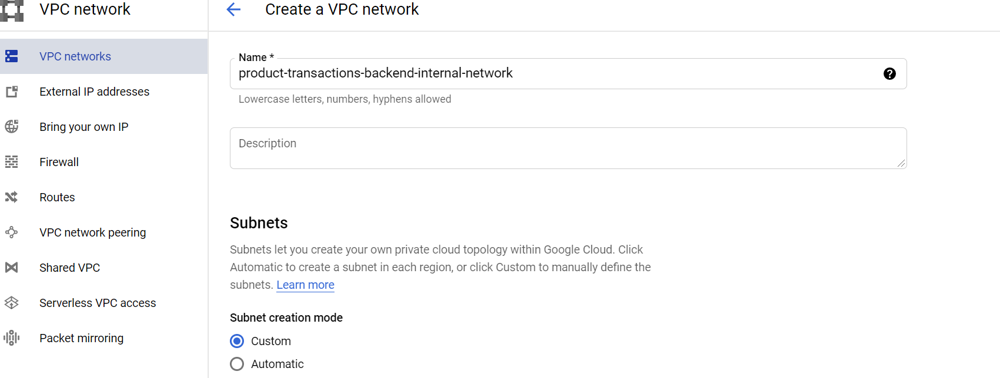 VPC network
Create a VPC network
VPC networks
External IP addresses
Bring your own IP
Firewall
Routes
VPC network peering
Shared VPC
Serverless VPC access
Packet mirroring
Name *
product-transactions-backend-internal-network
Lowercase letters, numbers, hyphens allowed
Description
Subnets
Subnets let you create your own private cloud topology within Google Cloud. Click
Automatic to create a subnet in each region, or click Custom to manually define the
subnets. Learn more
Subnet creation mode
Custom
Automatic